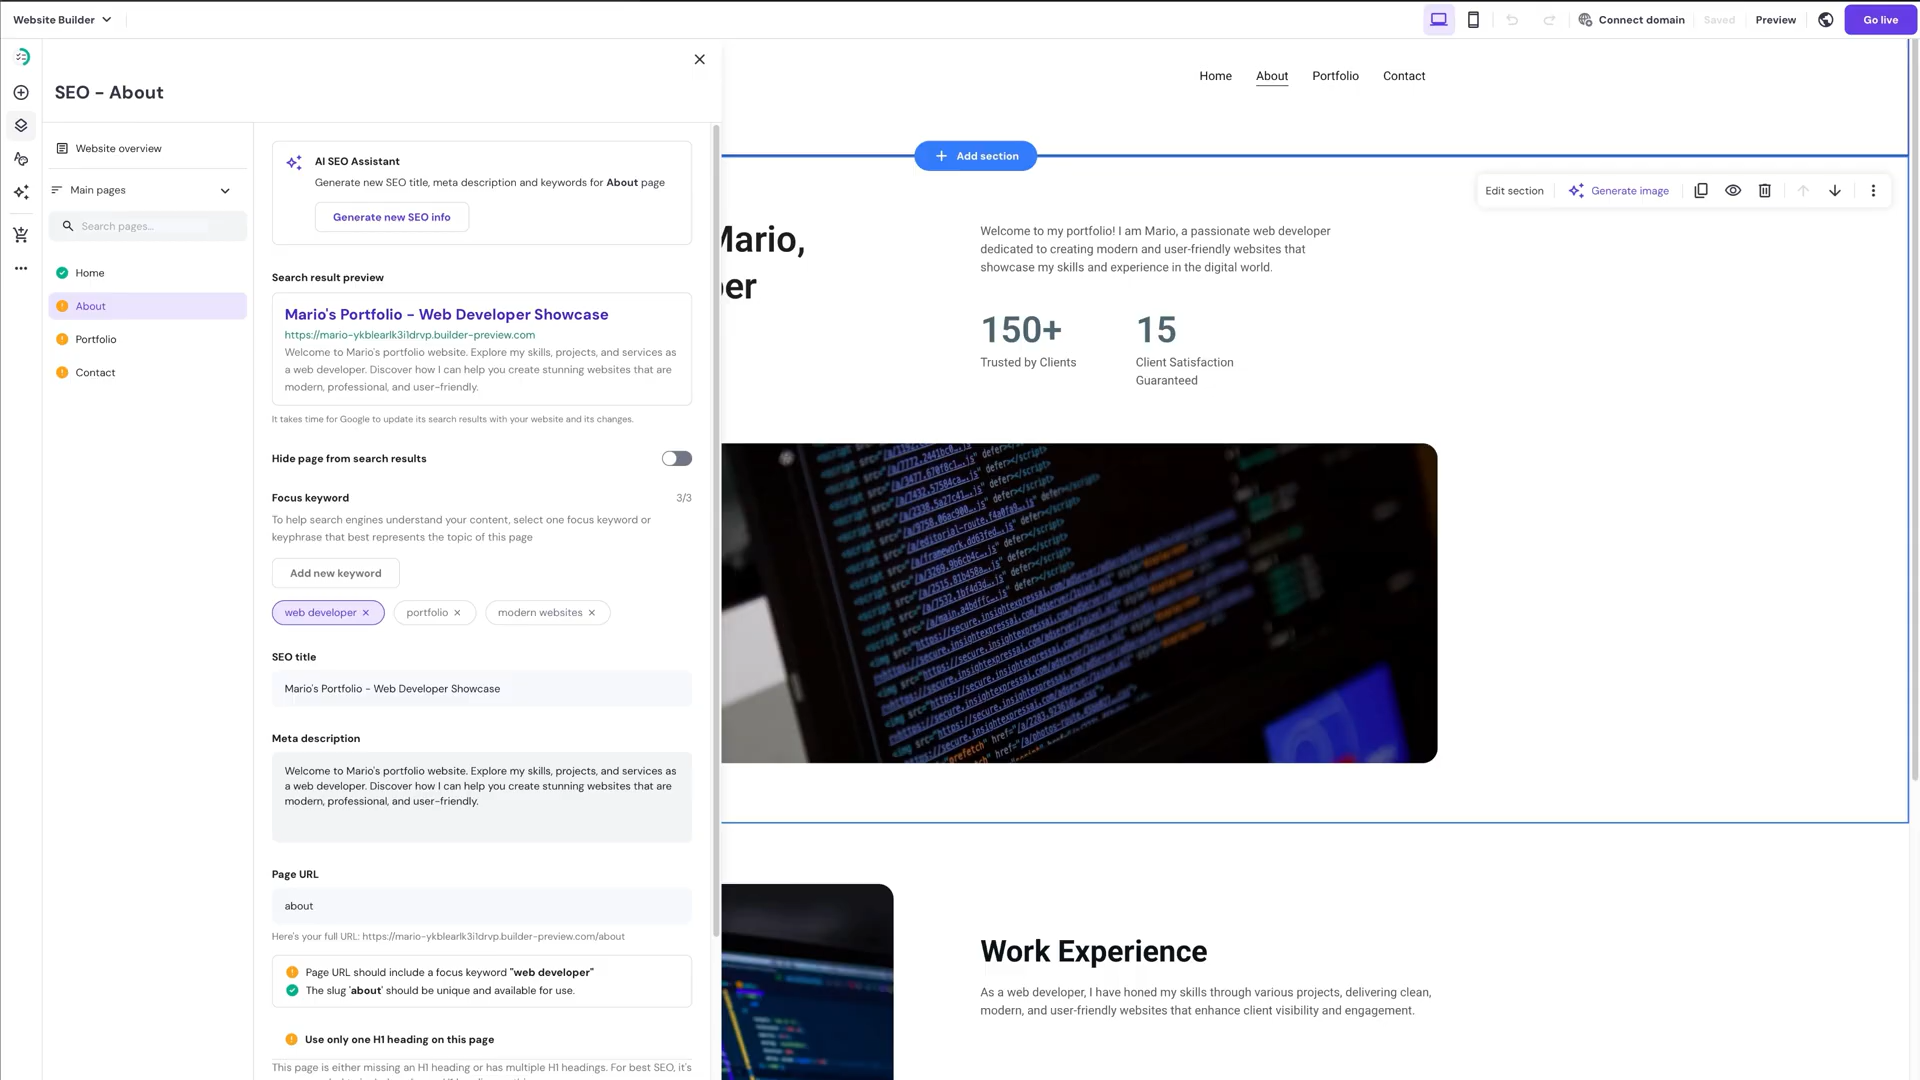 Website Builder
Connect domain
Saved
Preview
Go live
SEO - About
Website overview
Main pages
Search pages...
Home
About
Portfolio
Contact
AI SEO Assistant
Generate new SEO title, meta description and keywords for About page
Generate new SEO info
Search result preview
Mario's Portfolio - Web Developer Showcase
https://mario-ykblearlk3i1drvp.builder-preview.com
Welcome to Mario's portfolio website. Explore my skills, projects, and services as
a web developer. Discover how I can help you create stunning websites that are
modern, professional, and user-friendly.
It takes time for Google to update its search results with your website and its changes.
Hide page from search results
Focus keyword
3/3
To help search engines understand your content, select one focus keyword or
keyphrase that best represents the topic of this page
Add new keyword
web developer
portfolio
modern websites
SEO title
Mario's Portfolio - Web Developer Showcase
Meta description
Welcome to Mario's portfolio website. Explore my skills, projects, and services as
a web developer. Discover how I can help you create stunning websites that are
modern, professional, and user-friendly.
Page URL
about
Here's your full URL: https://mario-ykblearlk3i1drvp.builder-preview.com/about
Page URL should include a focus keyword "web developer"
The slug 'about' should be unique and available for use.
Use only one H1 heading on this page
This page is either missing an H1 heading or has multiple H1 headings. For best SEO, it's
Home
About
Portfolio
Contact
Add section
Edit section
Generate image
Mario,
per
Welcome to my portfolio! I am Mario, a passionate web developer
dedicated to creating modern and user-friendly websites that
showcase my skills and experience in the digital world.
150+
Trusted by Clients
15
Client Satisfaction
Guaranteed
Work Experience
As a web developer, I have honed my skills through various projects, delivering clean,
modern, and user-friendly websites that enhance client visibility and engagement.